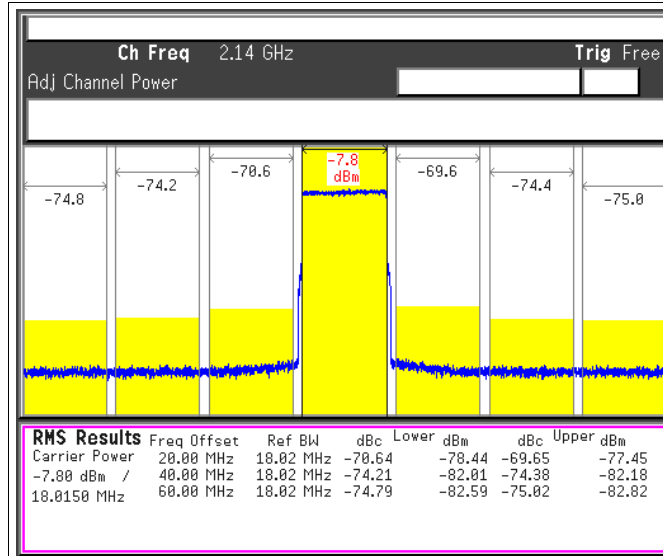 Ch Freq 2.14 GHz Trig Free
Adj Channel Power
-74.8 -74.2 -70.6 -7.8 dBm -69.6 -74.4 -75.0
RMS Results Freq Offset Ref BW dBc Lower dBm dBc Upper dBm
Carrier Power 20.00 MHz 18.02 MHz -70.64 -78.44 -69.65 -77.45
-7.80 dBm / 40.00 MHz 18.02 MHz -74.21 -82.01 -74.38 -82.18
18.0150 MHz 60.00 MHz 18.02 MHz -74.79 -82.59 -75.02 -82.82